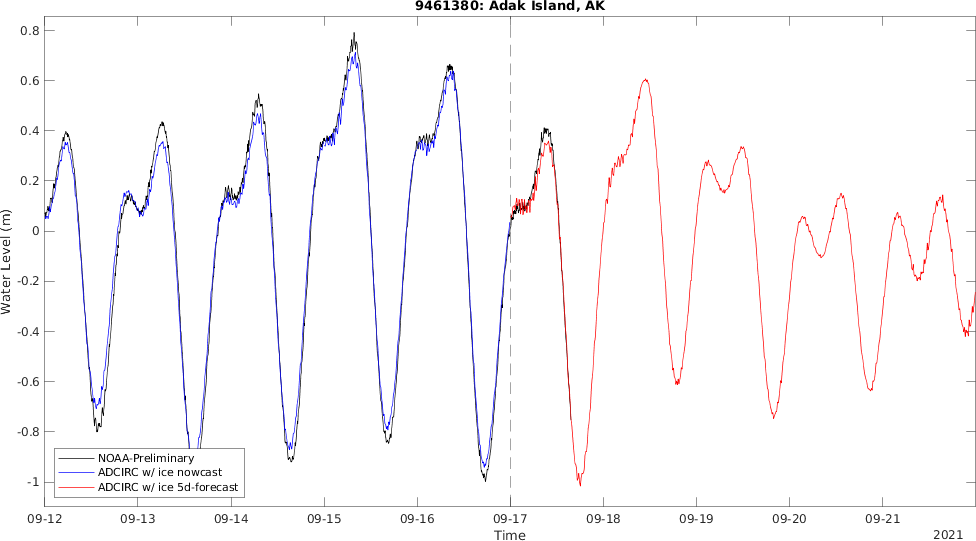 9461380: Adak Island, AK
0.8
0.6
0.4
0.2
0
-0.2
-0.4
-0.6
-0.8
-1
Water Level (m)
NOAA-Preliminary
ADCIRC w/ ice nowcast
ADCIRC w/ ice 5d-forecast
09-12 09-13 09-14 09-15 09-16 09-17 09-18 09-19 09-20 09-21
Time
2021